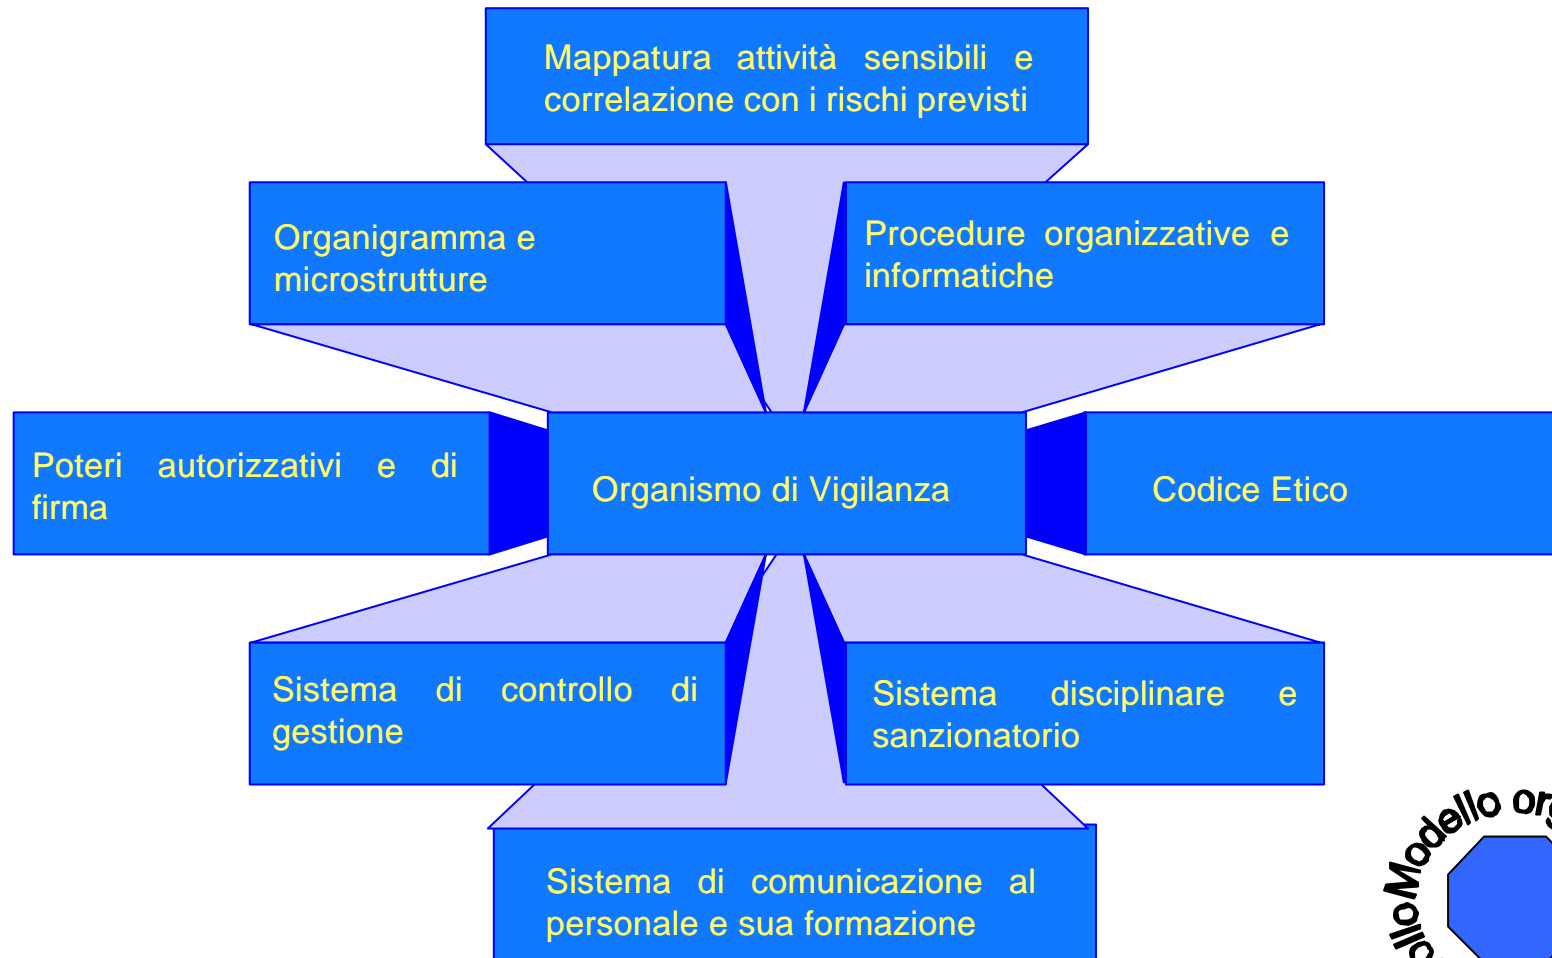 Mappatura attività sensibili e
correlazione con i rischi previsti
Organigramma e
microstrutture
Procedure organizzative e
informatiche
Poteri autorizzativi e di
firma
Organismo di Vigilanza
Codice Etico
Sistema di controllo di
gestione
Sistema disciplinare e
sanzionatorio
Sistema di comunicazione al
personale e sua formazione
Modello